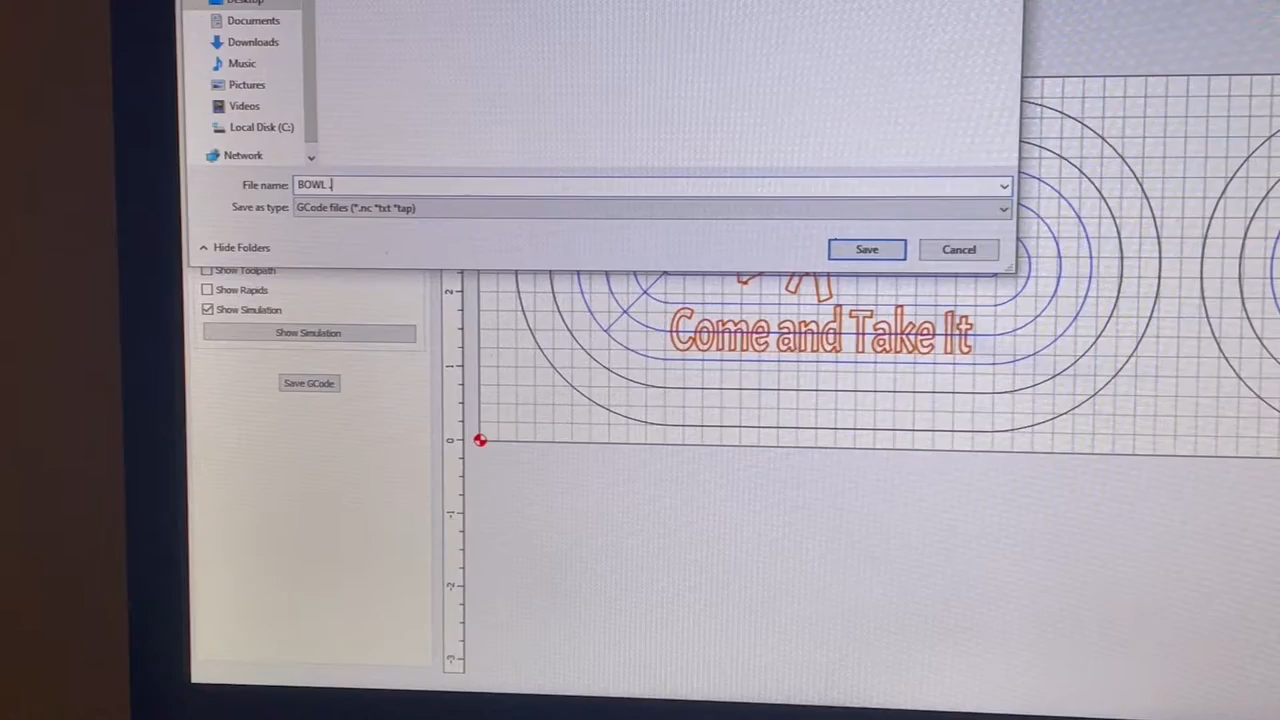 Desktop
Documents
Downloads
Music
Pictures
Videos
Local Disk (C:)
Network
File name: BOWL .
Save as type: GCode files (*.nc *txt *tap)
Hide Folders
Save
Cancel
Show Toolpath
Show Rapids
Show Simulation
Show Simulation
Save GCode
2
1
0
-1
-2
-3
Come and Take It